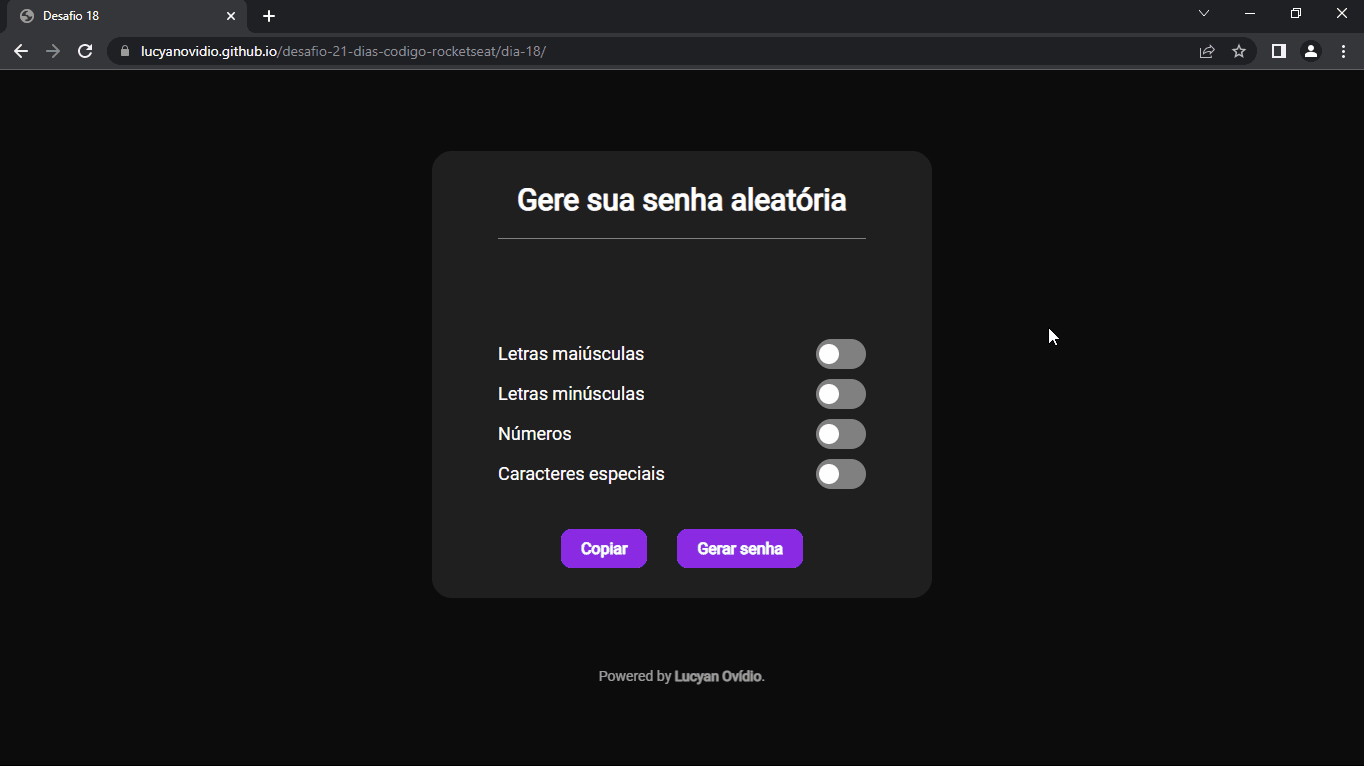 Desafio 18
lucyanovidio.github.io/desafio-21-dias-codigo-rocketseat/dia-18/
Gere sua senha aleatória
Letras maiúsculas
Letras minúsculas
Números
Caracteres especiais
Copiar Gerar senha
Powered by Lucyan Ovídio.